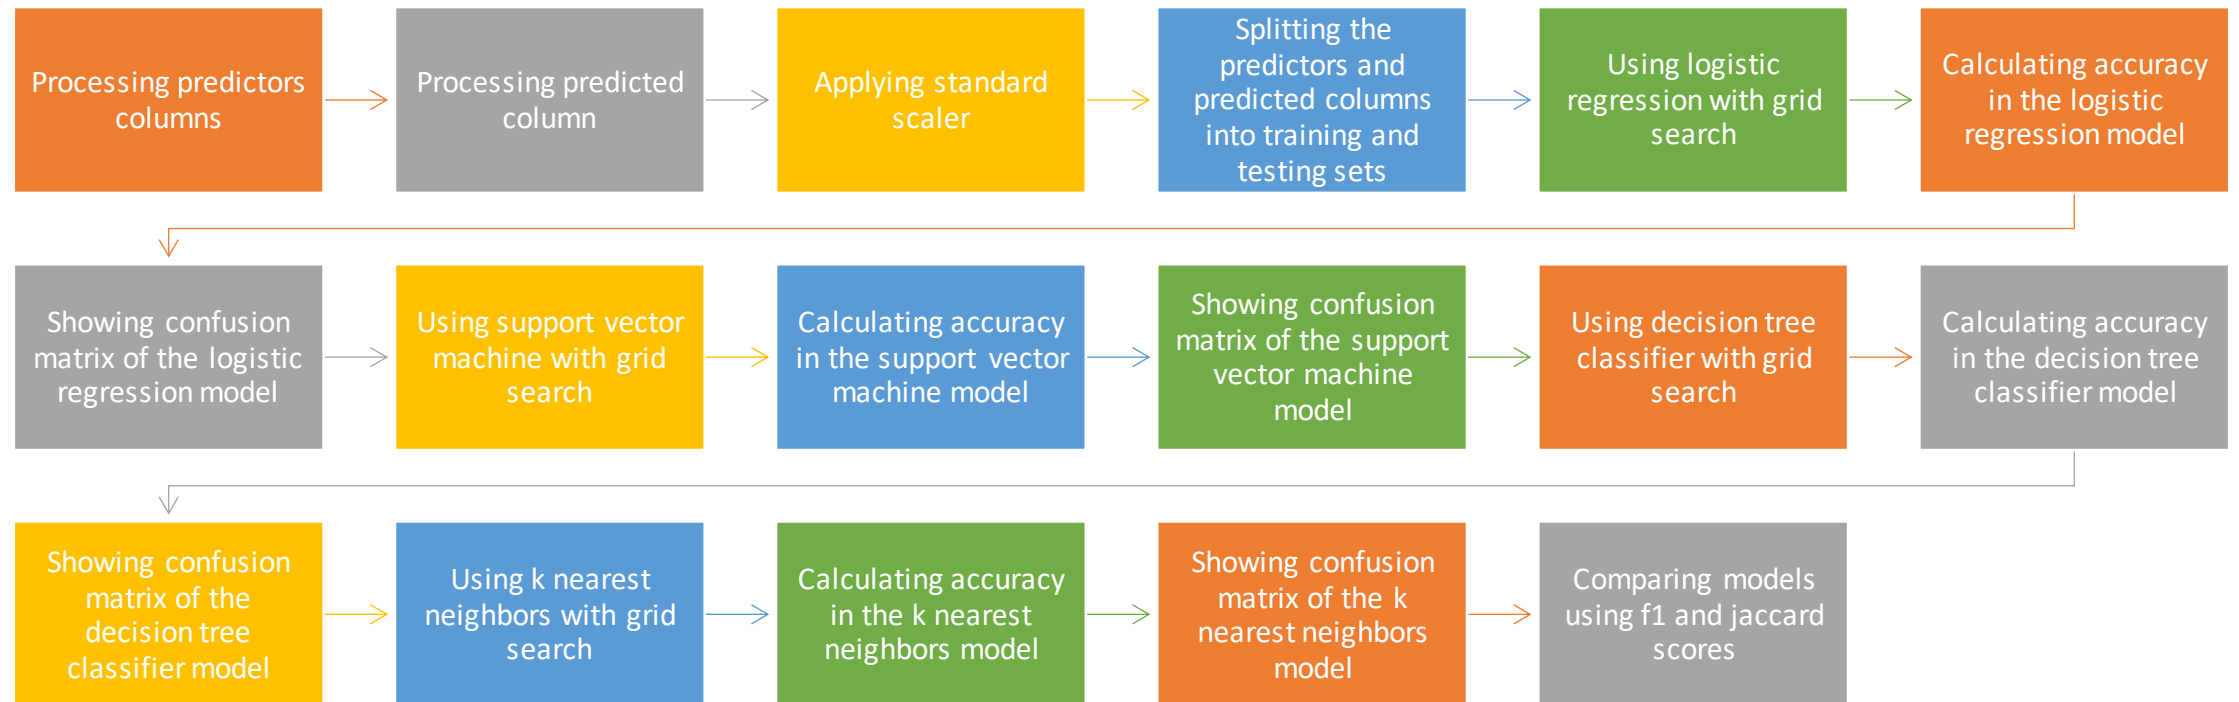 Processing predictors
columns
Processing predicted
column
Applying standard
scaler
Splitting the
predictors and
predicted columns
into training and
testing sets
Using logistic
regression with grid
search
Calculating accuracy
in the logistic
regression model
Showing confusion
matrix of the logistic
regression model
Using support vector
machine with grid
search
Calculating accuracy
in the support vector
machine model
Showing confusion
matrix of the support
vector machine
model
Using decision tree
classifier with grid
search
Calculating accuracy
in the decision tree
classifier model
Showing confusion
matrix of the
decision tree
classifier model
Using k nearest
neighbors with grid
search
Calculating accuracy
in the k nearest
neighbors model
Showing confusion
matrix of the k
nearest neighbors
model
Comparing models
using f1 and jaccard
scores